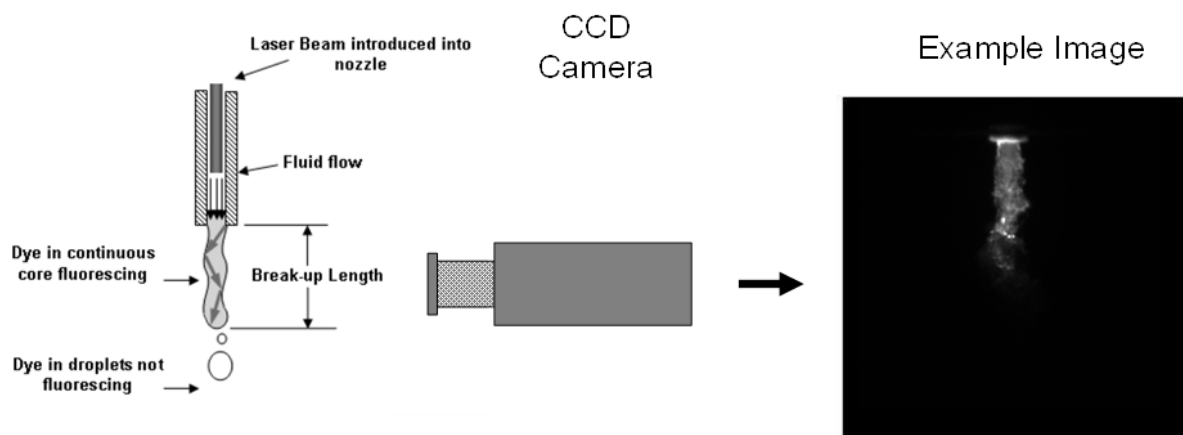 Laser Beam introduced into
nozzle
Fluid flow
Dye in continuous
core fluorescing
Break-up Length
Dye in droplets not
fluorescing
CCD
Camera
Example Image